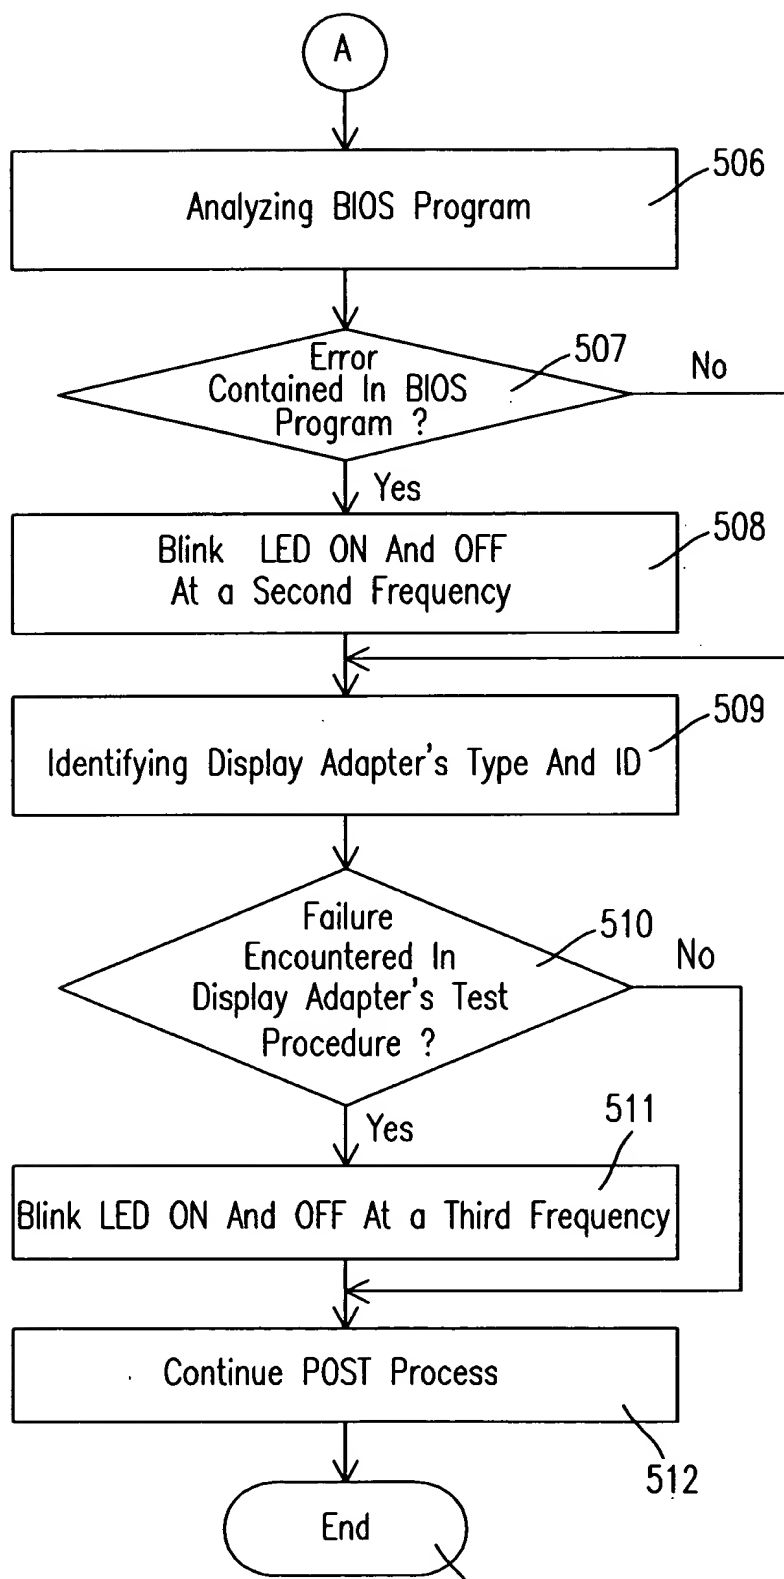 A
506
Analyzing BIOS Program
507
No
Error
Contained In BIOS
Program ?
Yes
508
Blink LED ON And OFF
At a Second Frequency
509
Identifying Display Adapter's Type And ID
510
No
Failure
Encountered In
Display Adapter's Test
Procedure ?
Yes
511
Blink LED ON And OFF At a Third Frequency
Continue POST Process
512
End